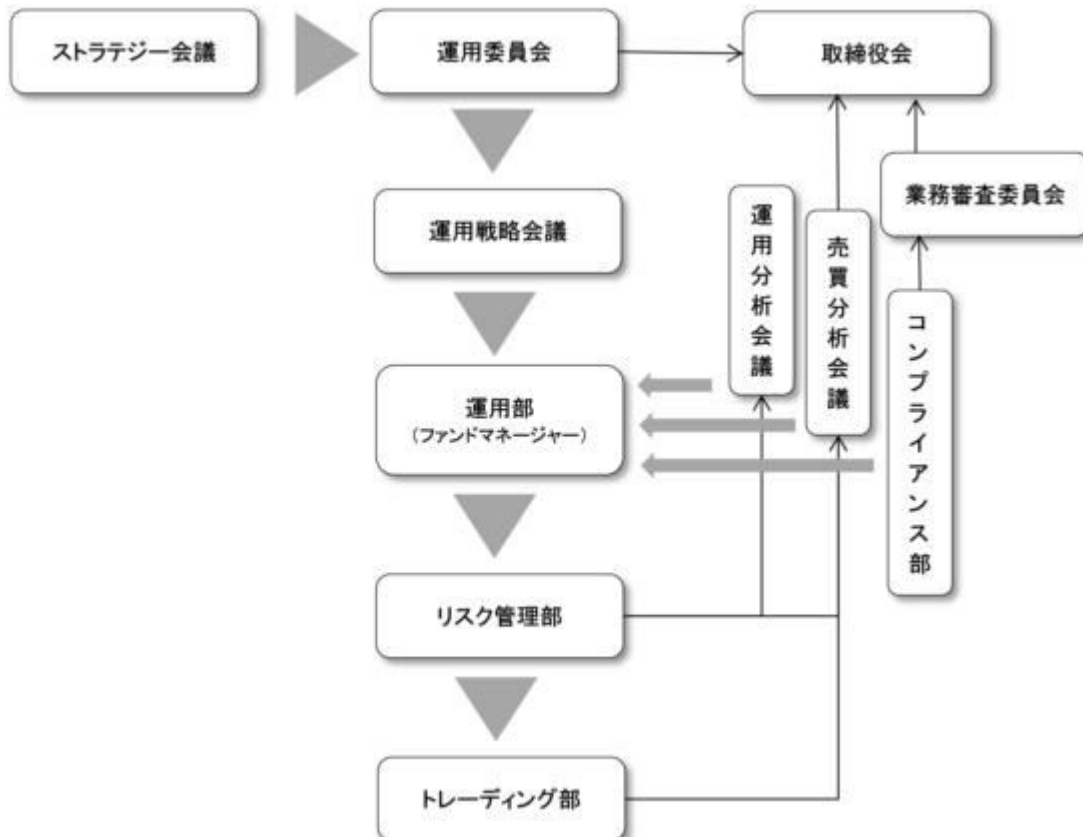 ストラテジー会議
運用委員会
取締役会
業務審査委員会
運用戦略会議
運用分析会議
売買分析会議
コンプライアンス部
運用部
（ファンドマネージャー）
リスク管理部
トレーディング部